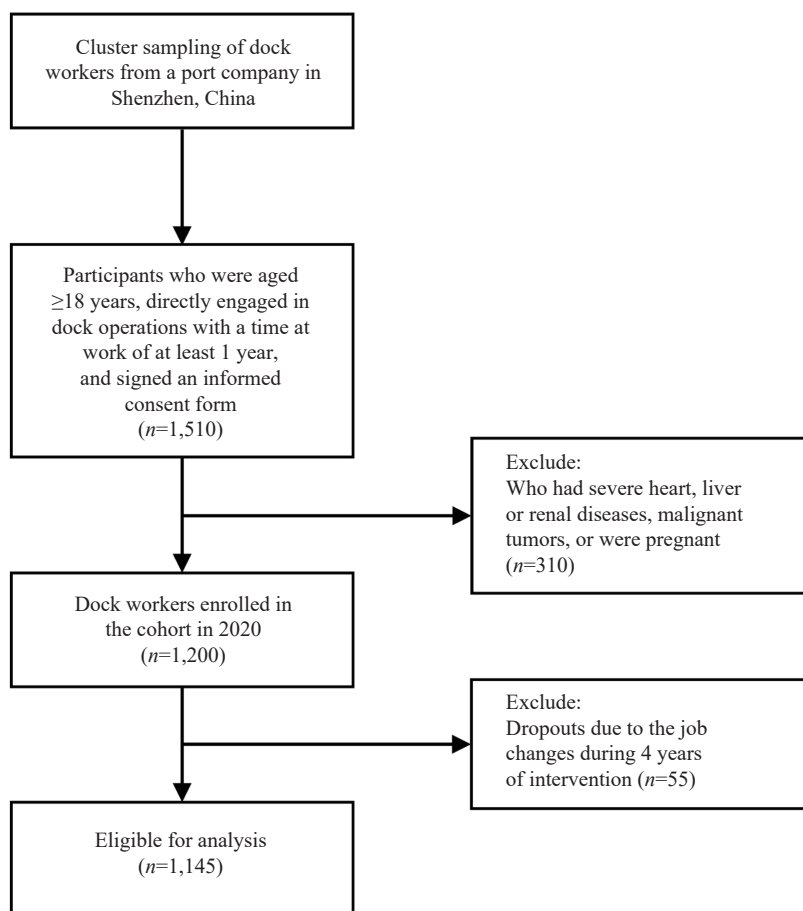 Cluster sampling of dock
workers from a port company in
Shenzhen, China
Participants who were aged
≥18 years, directly engaged in
dock operations with a time at
work of at least 1 year,
and signed an informed
consent form
(n=1,510)
Exclude:
Who had severe heart, liver
or renal diseases, malignant
tumors, or were pregnant
(n=310)
Dock workers enrolled in
the cohort in 2020
(n=1,200)
Exclude:
Dropouts due to the job
changes during 4 years
of intervention (n=55)
Eligible for analysis
(n=1,145)